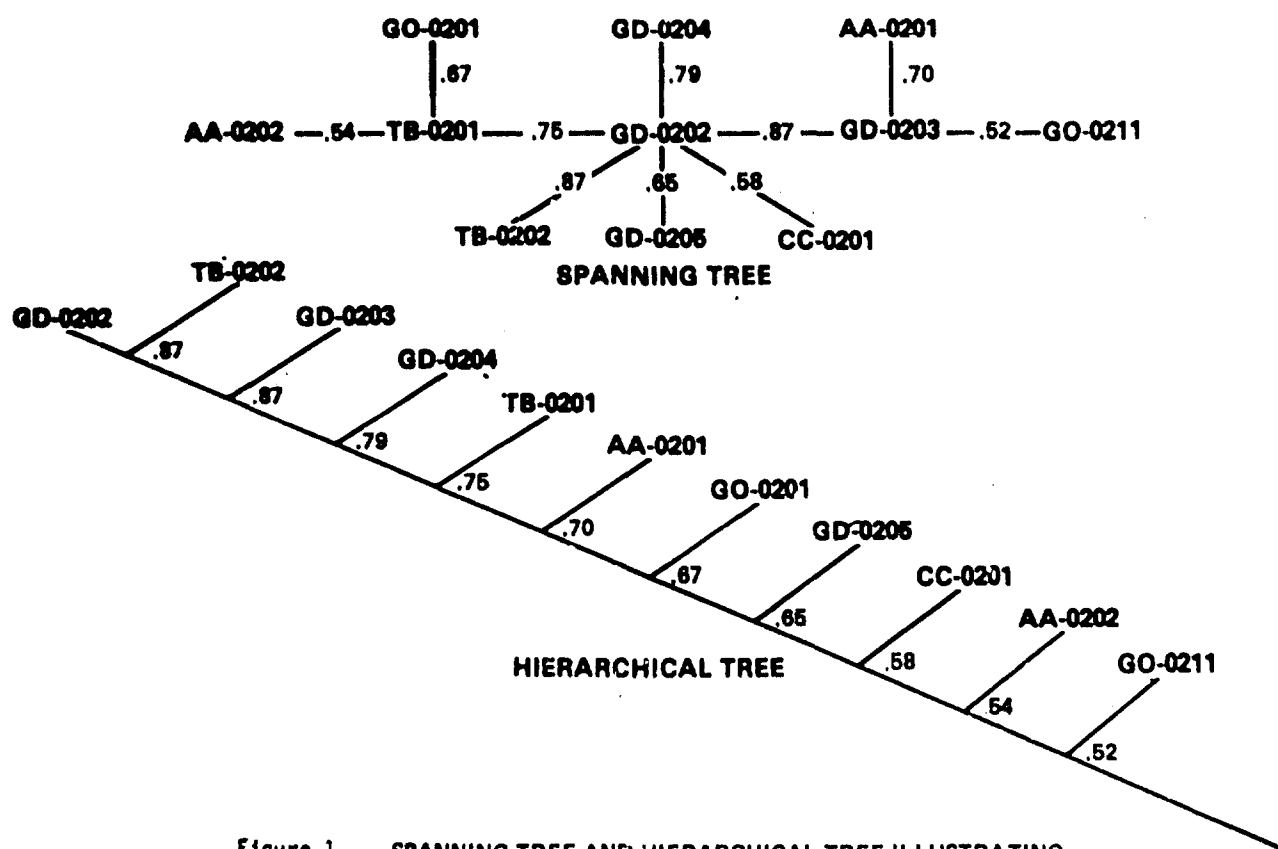 GO-0201 GD-0204 AA-0201
.67 .79 .70
AA-0202 .54 TB-0201 .75 GD-0202 .87 GD-0203 .52 GO-0211
.87 .65 .58
TB-0202 GD-0205 CC-0201
SPANNING TREE
TB-0202
GD-0202
GD-0203
.87
GD-0204
.87
TB-0201
.79
AA-0201
.75
GO-0201
.70
GD-0205
.67
CC-0201
.65
AA-0202
HIERARCHICAL TREE
.58
GO-0211
.54
.52
Figure 1 SPANNING TREE AND HIERARCHICAL TREE ILLUSTRATING